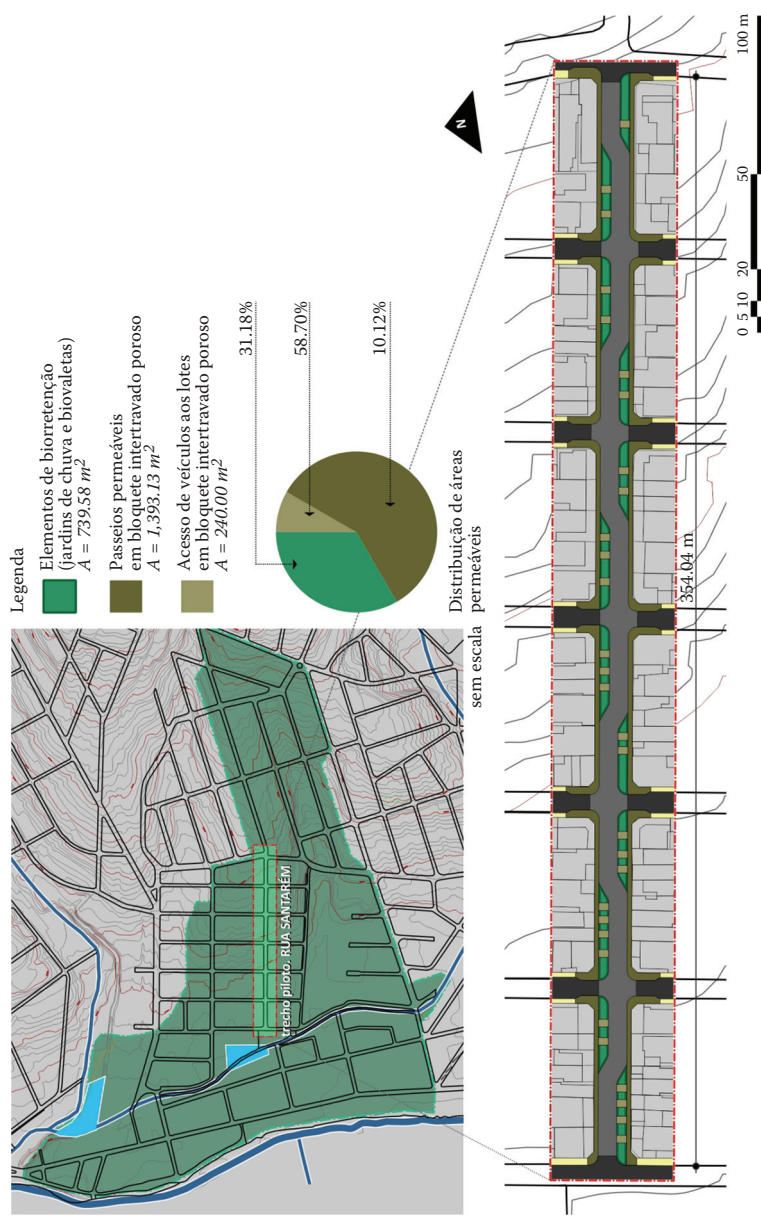 Legenda
Elementos de biorretenção
(jardins de chuva e biovaletas)
A = 739.58 m²
Passeios permeáveis
em bloquete intertravado poroso
A = 1,393.13 m²
Acesso de veículos aos lotes
em bloquete intertravado poroso
A = 240.00 m²
31.18%
58.70%
10.12%
Distribuição de áreas
permeáveis
sem escala
trecho piloto. RUA SANTARÉM
N
354.04 m
0 5 10 20 50 100 m